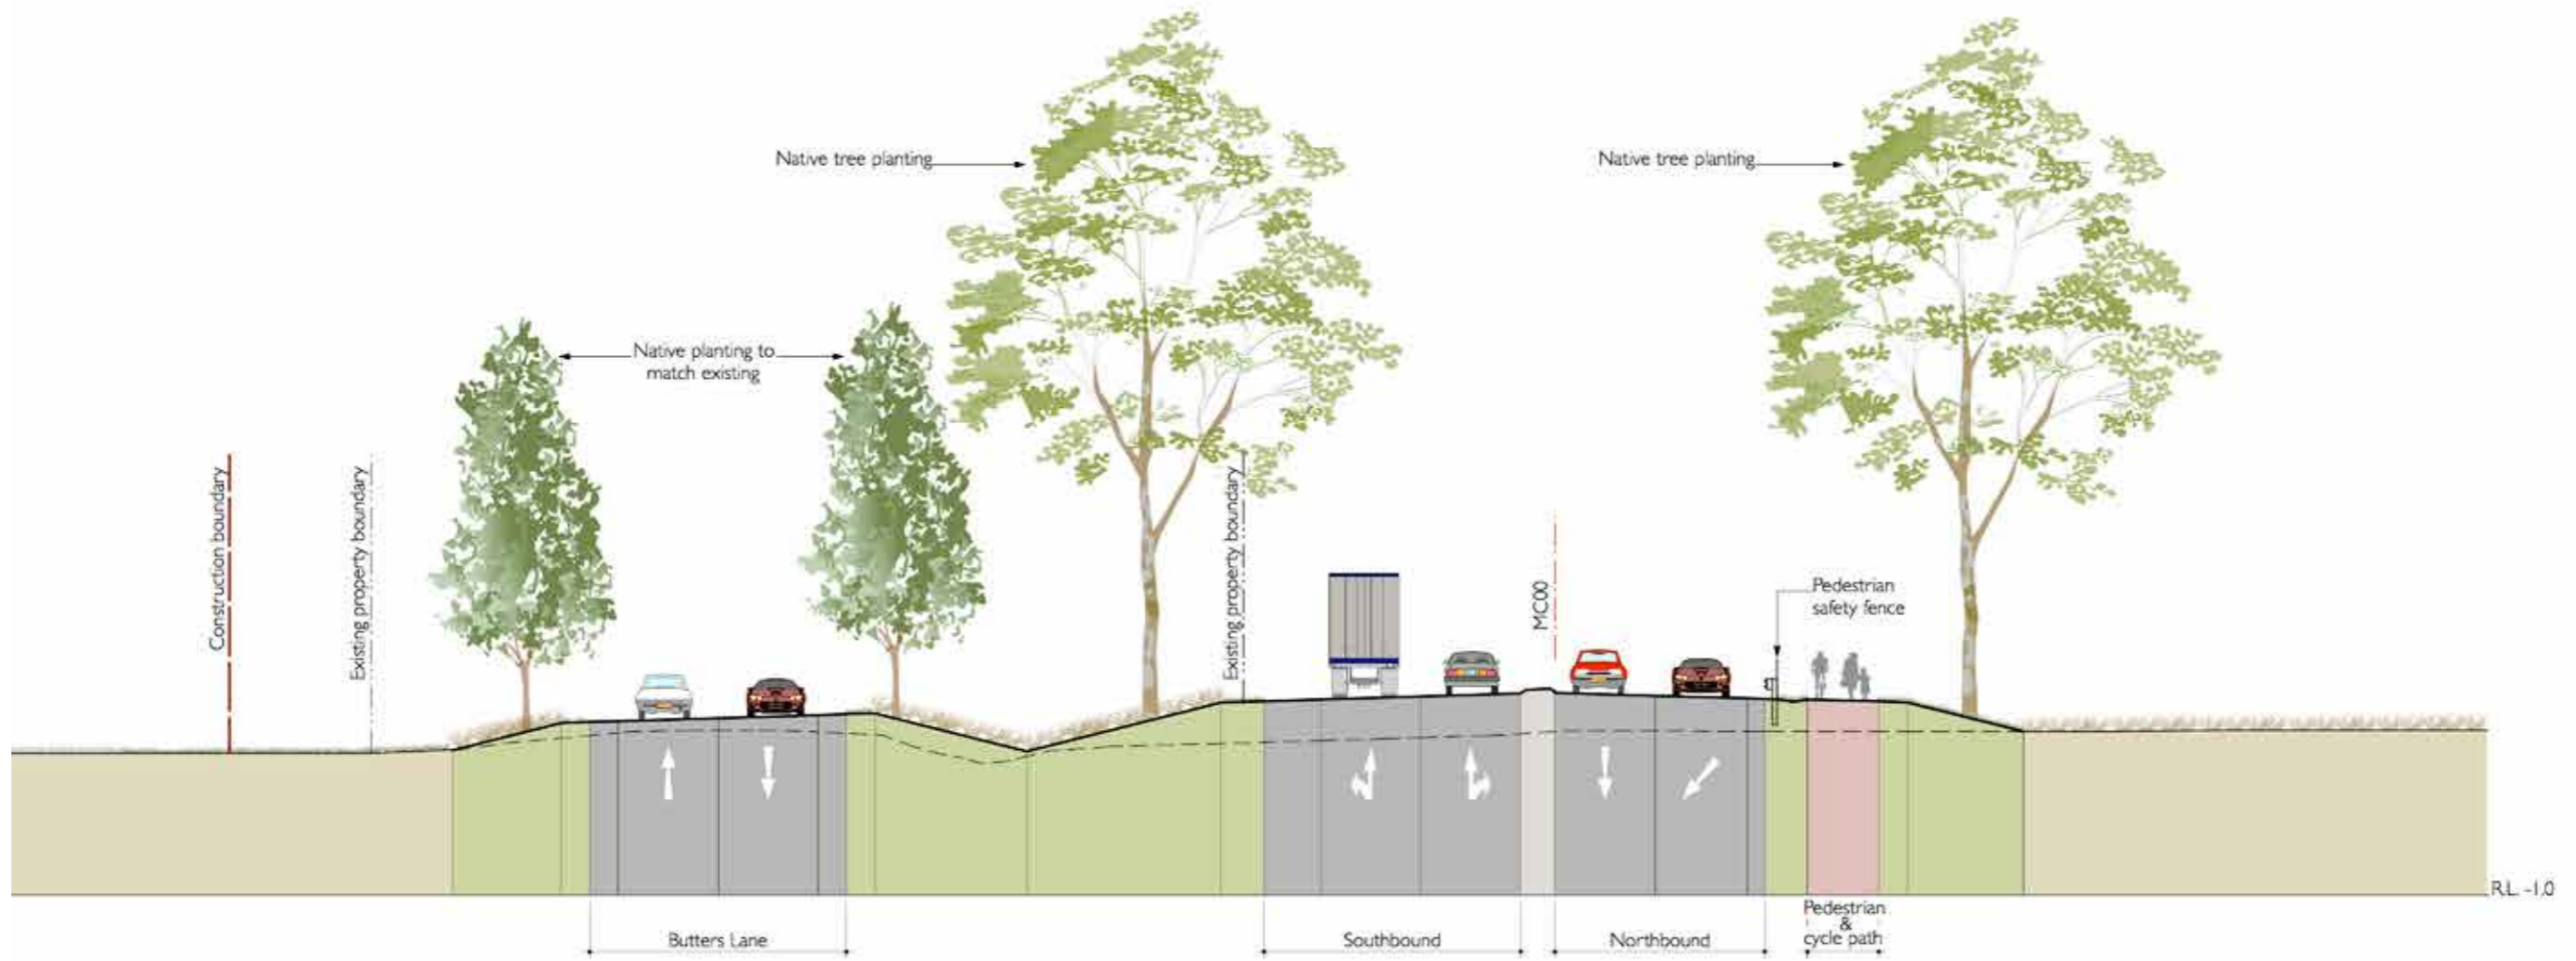 Native tree planting
Native tree planting
Native planting to
match existing
Construction boundary
Existing property boundary
Existing property boundary
MC00
Pedestrian
safety fence
R.L. -1.0
Butters Lane
Southbound
Northbound
Pedestrian
&
cycle path